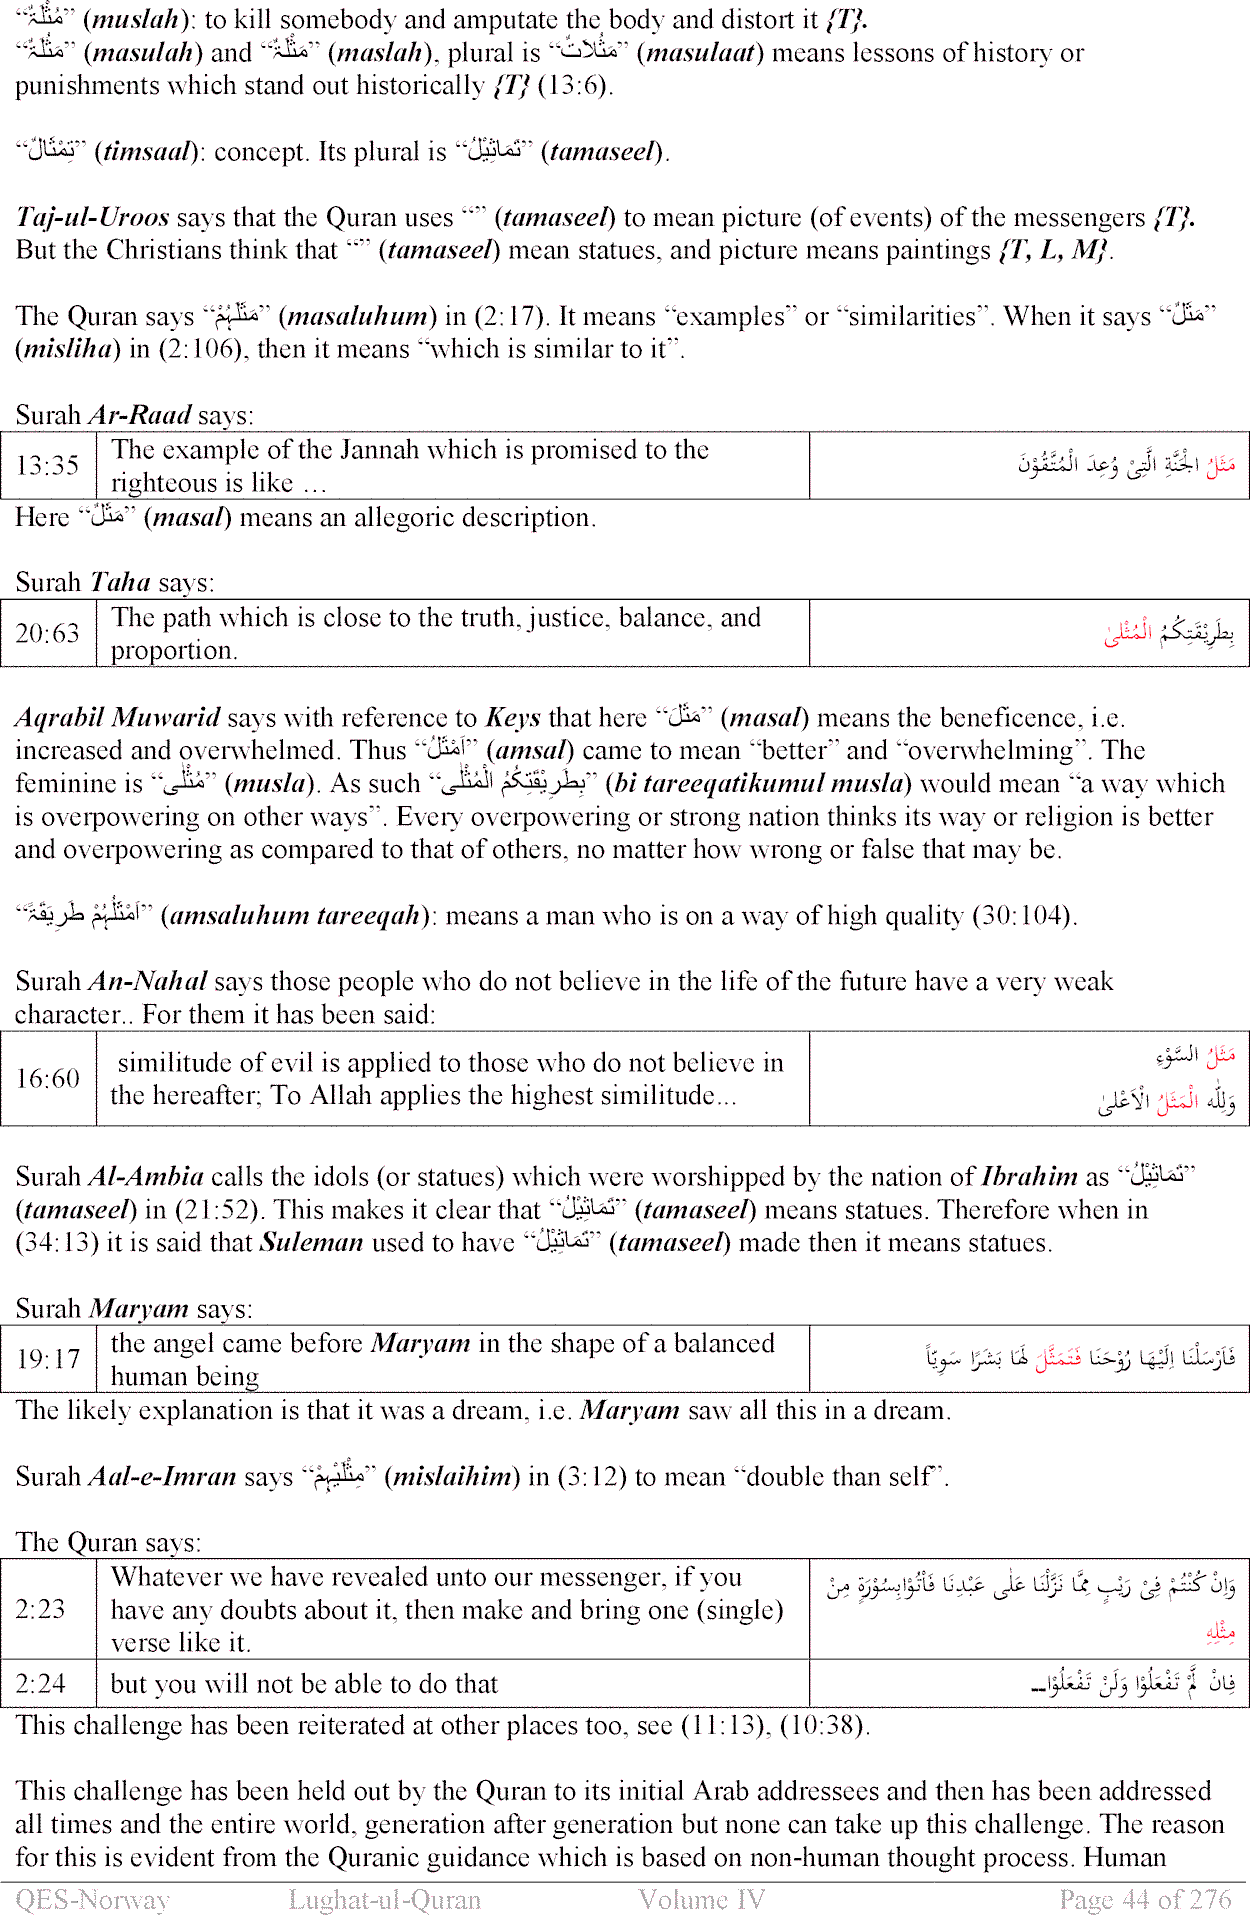 “مُثْلَۃٌ” (muslah): to kill somebody and amputate the body and distort it {T}.
“مَثُلَۃٌ” (masulah) and “مَثْلَۃٌ” (maslah), plural is “مَثُلَاتٌ” (masulaat) means lessons of history or
punishments which stand out historically {T} (13:6).
“تِمْثَالٌ” (timsaal): concept. Its plural is “تَمَاثِیْلُ” (tamaseel).
Taj-ul-Uroos says that the Quran uses “” (tamaseel) to mean picture (of events) of the messengers {T}.
But the Christians think that “” (tamaseel) mean statues, and picture means paintings {T, L, M}.
The Quran says “مَثَلُہُمْ” (masaluhum) in (2:17). It means “examples” or “similarities”. When it says “مَثَلٌ”
(misliha) in (2:106), then it means “which is similar to it”.
Surah Ar-Raad says:
13:35 The example of the Jannah which is promised to the
righteous is like … مَثَلُ الْجَنَّةِ الَّتِیْ وُعِدَ الْمُتَّقُوْنَ
Here “مَثَلٌ” (masal) means an allegoric description.
Surah Taha says:
20:63 The path which is close to the truth, justice, balance, and
proportion. بِطَرِیْقَتِكُمُ الْمُثْلیٰ
Aqrabil Muwarid says with reference to Keys that here “مَثَلَ” (masal) means the beneficence, i.e.
increased and overwhelmed. Thus “اَمْثَلُ” (amsal) came to mean “better” and “overwhelming”. The
feminine is “مُثْلٰی” (musla). As such “بِطَرِیْقَتِکُمُ الْمُثْلٰی” (bi tareeqatikumul musla) would mean “a way which
is overpowering on other ways”. Every overpowering or strong nation thinks its way or religion is better
and overpowering as compared to that of others, no matter how wrong or false that may be.
“اَمْثَلُہُمْ طَرِیْقَۃً” (amsaluhum tareeqah): means a man who is on a way of high quality (30:104).
Surah An-Nahal says those people who do not believe in the life of the future have a very weak
character.. For them it has been said:
16:60 similitude of evil is applied to those who do not believe in
the hereafter; To Allah applies the highest similitude... مَثَلُ السَّوْءِ
وَلِلّٰه الْمَثَلُ الْاَعْلیٰ
Surah Al-Ambia calls the idols (or statues) which were worshipped by the nation of Ibrahim as “تَمَاثِیْلُ”
(tamaseel) in (21:52). This makes it clear that “تَمَاثِیْلُ” (tamaseel) means statues. Therefore when in
(34:13) it is said that Suleman used to have “تَمَاثِیْلُ” (tamaseel) made then it means statues.
Surah Maryam says:
19:17 the angel came before Maryam in the shape of a balanced
human being فَاَرْسَلْنَا اِلَیْهَا رُوْحَنَا فَتَمَثَّلَ لَهَا بَشَرًا سَوِیًّا
The likely explanation is that it was a dream, i.e. Maryam saw all this in a dream.
Surah Aal-e-Imran says “مِثْلَیْہِمْ” (mislaihim) in (3:12) to mean “double than self”.
The Quran says:
2:23 Whatever we have revealed unto our messenger, if you
have any doubts about it, then make and bring one (single)
verse like it. وَاِنْ كُنْتُمْ فِیْ رَیْبٍ مِّمَّا نَزَّلْنَا عَلٰی عَبْدِنَا فَاْتُوْابِسُوْرَةٍ مِنْ
مِثْلِهِ
2:24 but you will not be able to do that فَاِنْ لَّمْ تَفْعَلُوْا وَلَنْ تَفْعَلُوْا--
This challenge has been reiterated at other places too, see (11:13), (10:38).
This challenge has been held out by the Quran to its initial Arab addressees and then has been addressed
all times and the entire world, generation after generation but none can take up this challenge. The reason
for this is evident from the Quranic guidance which is based on non-human thought process. Human
QES-Norway Lughat-ul-Quran Volume IV Page 44 of 276